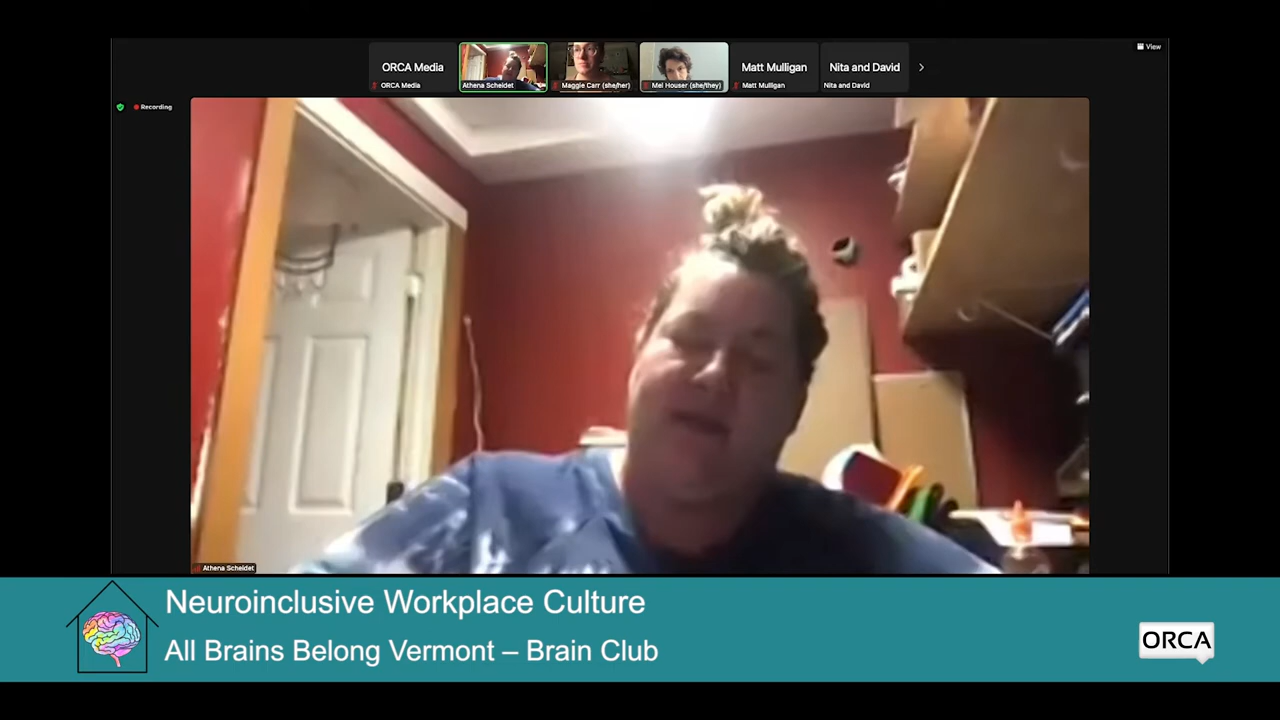 View
ORCA Media
Matt Mulligan
Nita and David
ORCA Media
Athena Scheidet
Maggie Carr (she/her)
Mel Houser (she/they)
Matt Mulligan
Nita and David
Recording
Athena Scheidet
Neuroinclusive Workplace Culture
All Brains Belong Vermont – Brain Club
ORCA